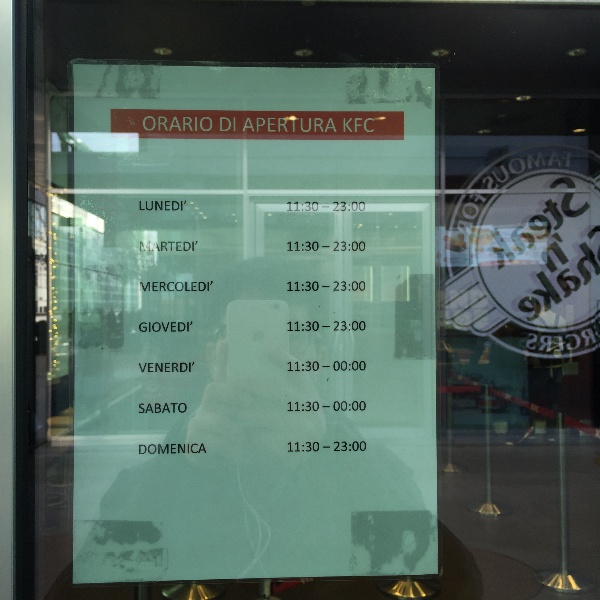 ORARIO DI APERTURA KFC
LUNEDI’ 11:30 – 23:00
MARTEDI’ 11:30 – 23:00
MERCOLEDI’ 11:30 – 23:00
GIOVEDI’ 11:30 – 23:00
VENERDI’ 11:30 – 00:00
SABATO 11:30 – 00:00
DOMENICA 11:30 – 23:00
FAMOUS FOR
Steak
'n
Shake